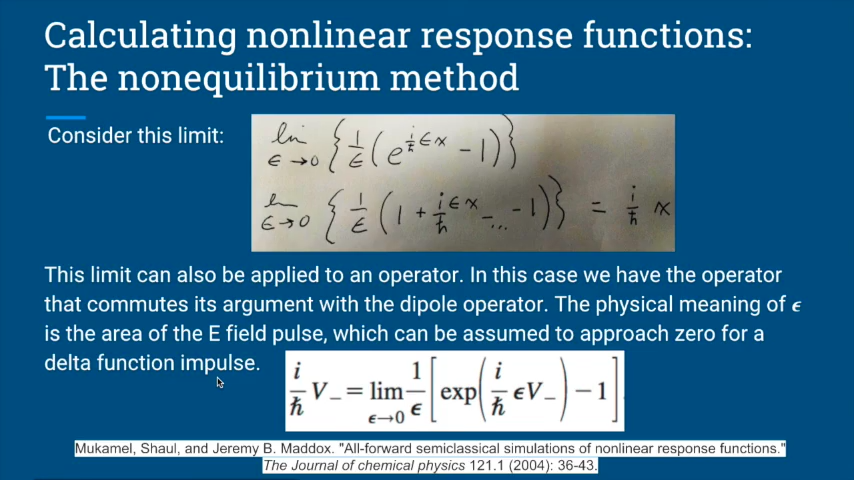 Calculating nonlinear response functions:
The nonequilibrium method
Consider this limit:
lim ε→0 { 1/ε ( e^{i/ħ εx} − 1 ) }
lim ε→0 { 1/ε ( 1 + i/ħ εx − ... − 1 ) } = i/ħ x
This limit can also be applied to an operator. In this case we have the operator
that commutes its argument with the dipole operator. The physical meaning of ϵ
is the area of the E field pulse, which can be assumed to approach zero for a
delta function impulse.
i/ħ V₋ = lim ϵ→0 1/ϵ [ exp( i/ħ ϵV₋ ) − 1 ]
Mukamel, Shaul, and Jeremy B. Maddox. "All-forward semiclassical simulations of nonlinear response functions."
The Journal of chemical physics 121.1 (2004): 36-43.